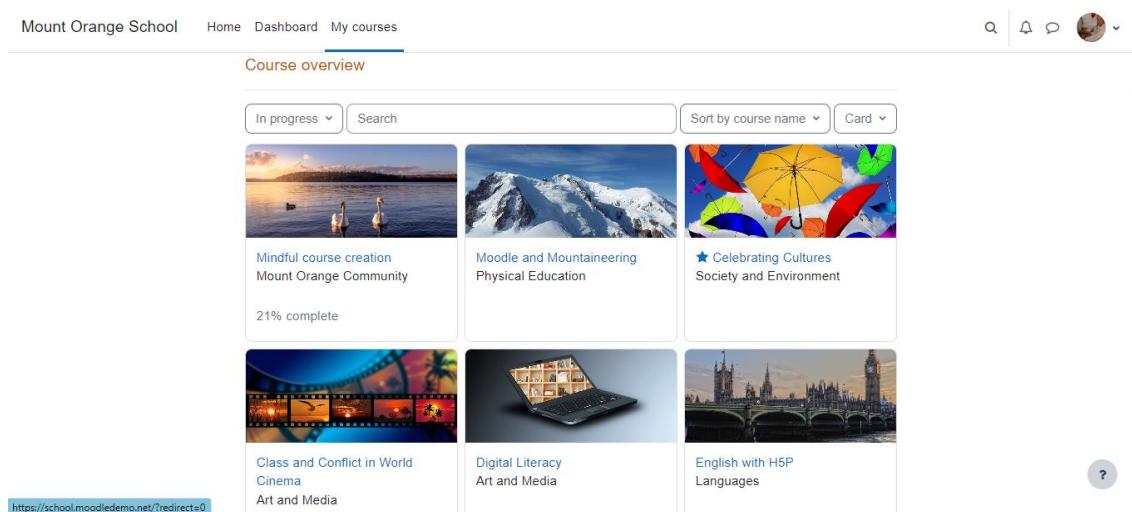 Mount Orange School Home Dashboard My courses
Course overview
In progress Search Sort by course name Card
Mindful course creation
Mount Orange Community
21% complete
Moodle and Mountaineering
Physical Education
Celebrating Cultures
Society and Environment
Class and Conflict in World
Cinema
Art and Media
Digital Literacy
Art and Media
English with H5P
Languages
?
https://school.moodledemo.net/?redirect=0